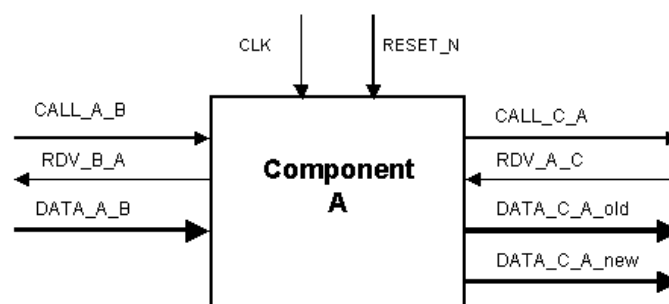 CLK
RESET_N
CALL_A_B
CALL_C_A
RDV_B_A
Component
A
RDV_A_C
DATA_A_B
DATA_C_A_old
DATA_C_A_new